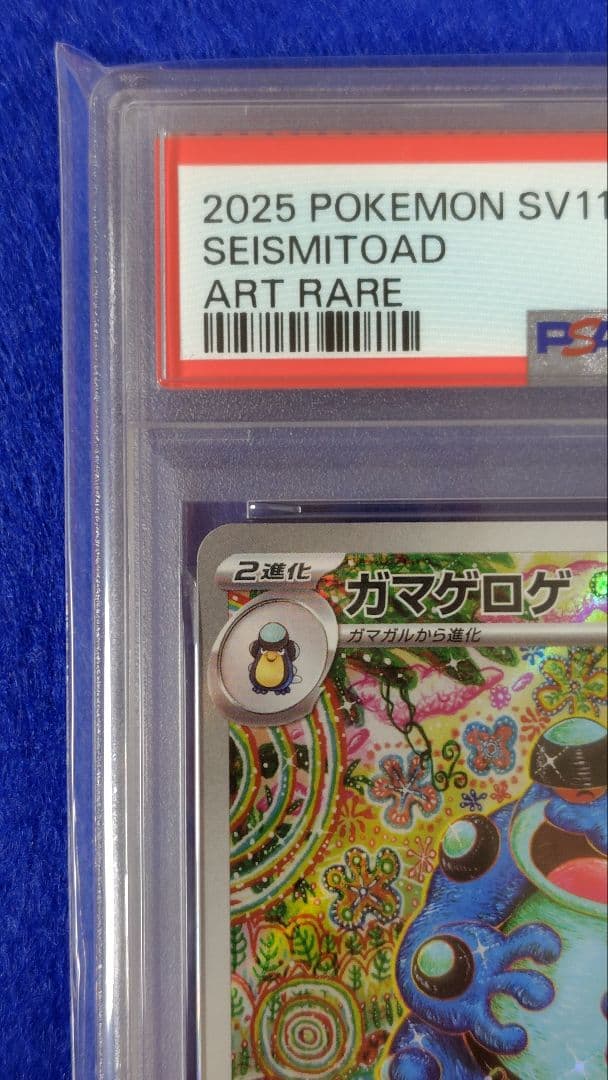 2025 POKEMON SV11
SEISMITOAD
ART RARE
PSA
2進化
ガマゲロゲ
ガマガルから進化